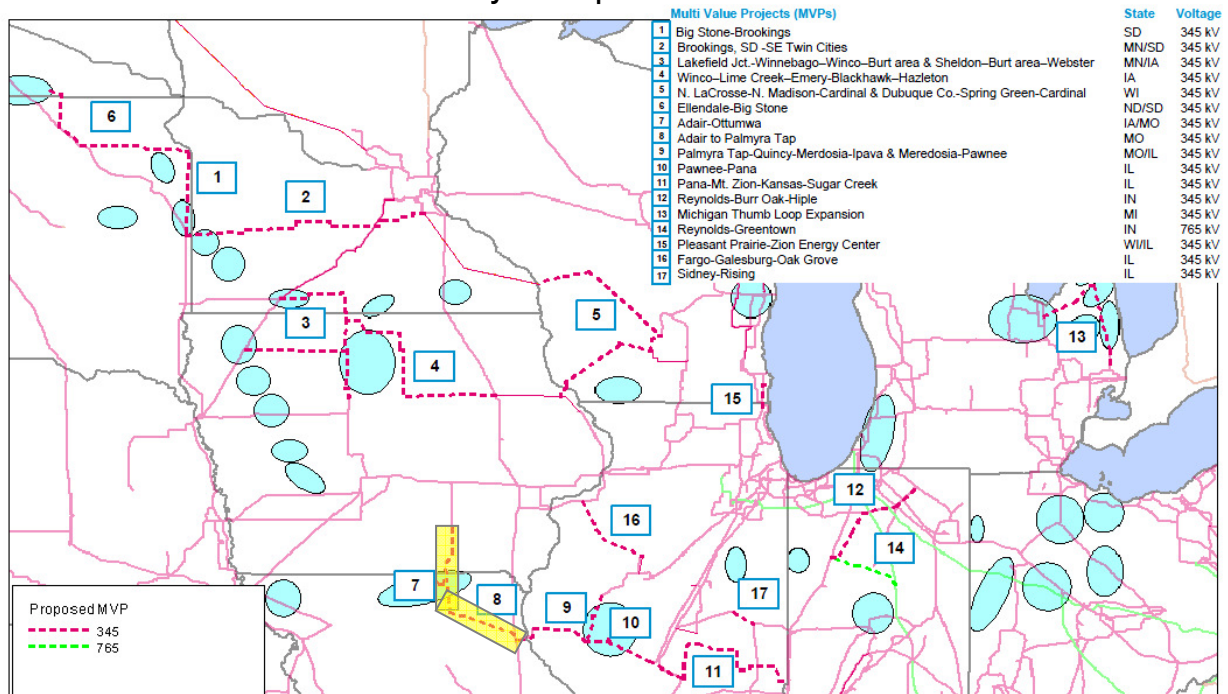 Multi Value Projects (MVPs) State Voltage
1 Big Stone-Brookings SD 345 kV
2 Brookings, SD -SE Twin Cities MN/SD 345 kV
3 Lakefield Jct.-Winnebago–Winco–Burt area & Sheldon–Burt area–Webster MN/IA 345 kV
4 Winco–Lime Creek–Emery-Blackhawk–Hazleton IA 345 kV
5 N. LaCrosse-N. Madison-Cardinal & Dubuque Co.-Spring Green-Cardinal WI 345 kV
6 Ellendale-Big Stone ND/SD 345 kV
7 Adair-Ottumwa IA/MO 345 kV
8 Adair to Palmyra Tap MO 345 kV
9 Palmyra Tap-Quincy-Merdosia-Ipava & Meredosia-Pawnee MO/IL 345 kV
10 Pawnee-Pana IL 345 kV
11 Pana-Mt. Zion-Kansas-Sugar Creek IL 345 kV
12 Reynolds-Burr Oak-Hiple IN 345 kV
13 Michigan Thumb Loop Expansion MI 345 kV
14 Reynolds-Greentown IN 765 kV
15 Pleasant Prairie-Zion Energy Center WI/IL 345 kV
16 Fargo-Galesburg-Oak Grove IL 345 kV
17 Sidney-Rising IL 345 kV
6
1
2
5
3
13
4
15
12
16
14
7
8
17
9
10
11
Proposed MVP
345
765